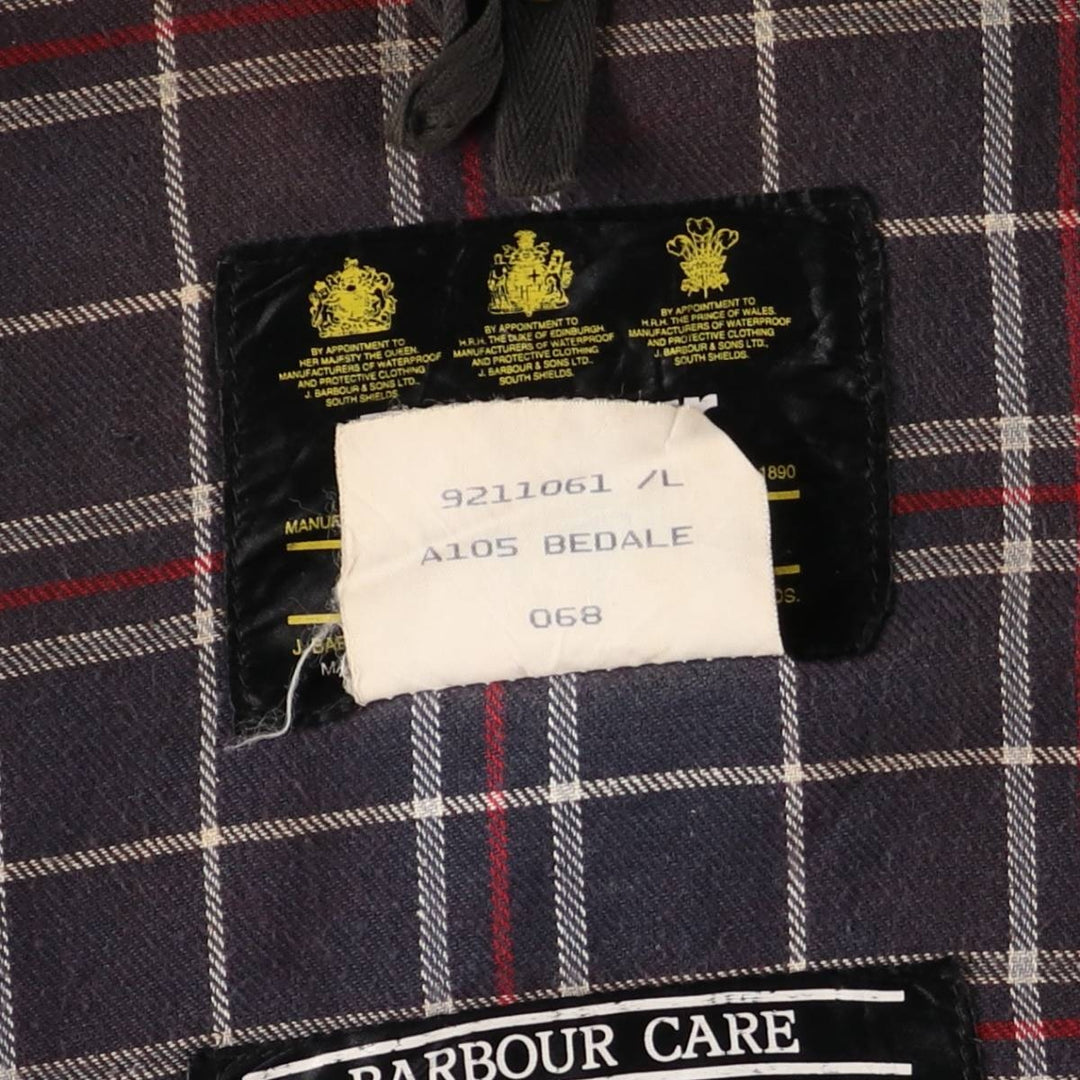 BY APPOINTMENT TO
HER MAJESTY THE QUEEN.
MANUFACTURERS OF WATERPROOF
AND PROTECTIVE CLOTHING
J. BARBOUR & SONS LTD.,
SOUTH SHIELDS.
BY APPOINTMENT TO
H.R.H. THE DUKE OF EDINBURGH.
MANUFACTURERS OF WATERPROOF
AND PROTECTIVE CLOTHING
J. BARBOUR & SONS LTD.
SOUTH SHIELDS.
BY APPOINTMENT TO
H.R.H. THE PRINCE OF WALES.
MANUFACTURERS OF WATERPROOF
AND PROTECTIVE CLOTHING
J. BARBOUR & SONS LTD.
SOUTH SHIELDS.
1890
9211061 /L
A105 BEDALE
068
BARBOUR CARE